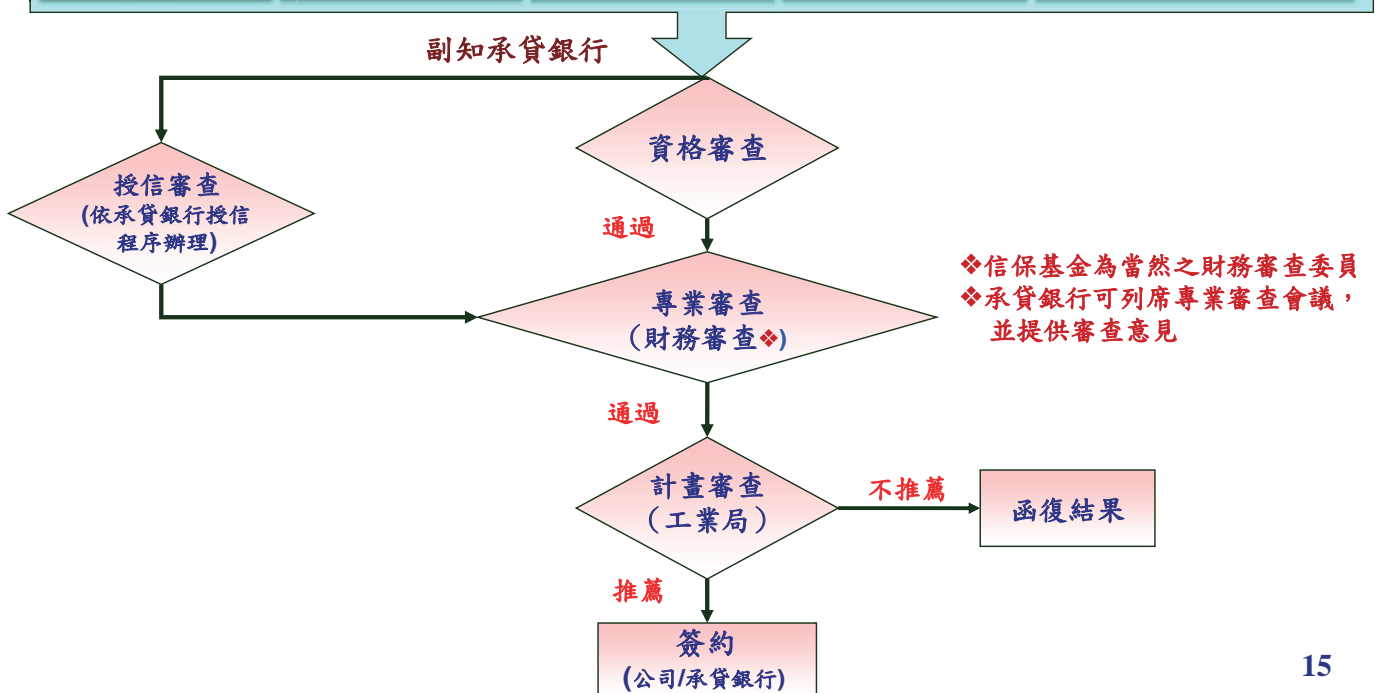 副知承貸銀行
資格審查
授信審查
(依承貸銀行授信
程序辦理)
通過
專業審查
（財務審查❖)
❖信保基金為當然之財務審查委員
❖承貸銀行可列席專業審查會議，
並提供審查意見
通過
計畫審查
（工業局）
不推薦
函復結果
推薦
簽約
(公司/承貸銀行)
15